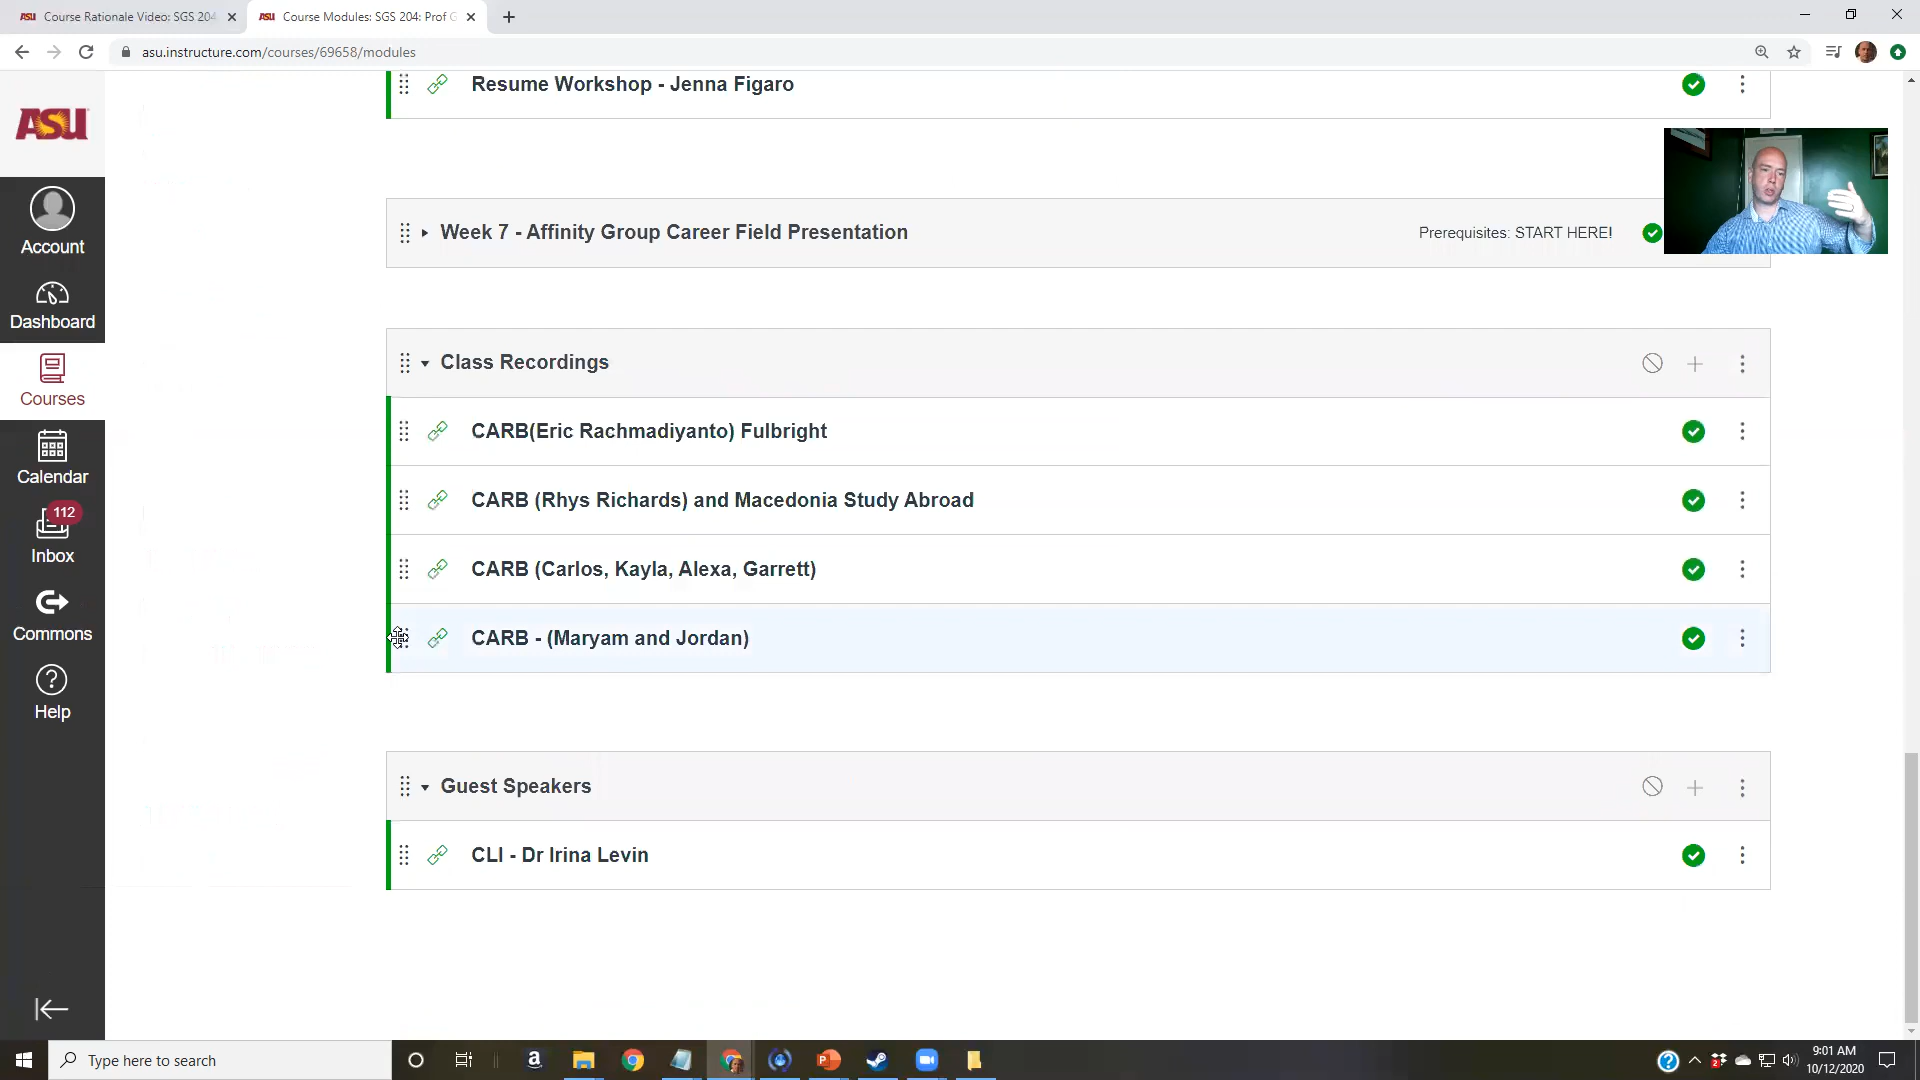 Course Rationale Video: SGS 204
Course Modules: SGS 204: Prof G
asu.instructure.com/courses/69658/modules
Resume Workshop - Jenna Figaro
ASU
Week 7 - Affinity Group Career Field Presentation
Prerequisites: START HERE!
Account
Dashboard
Class Recordings
Courses
CARB(Eric Rachmadiyanto) Fulbright
Calendar
CARB (Rhys Richards) and Macedonia Study Abroad
112
Inbox
CARB (Carlos, Kayla, Alexa, Garrett)
Commons
CARB - (Maryam and Jordan)
Help
Guest Speakers
CLI - Dr Irina Levin
Type here to search
9:01 AM
10/12/2020